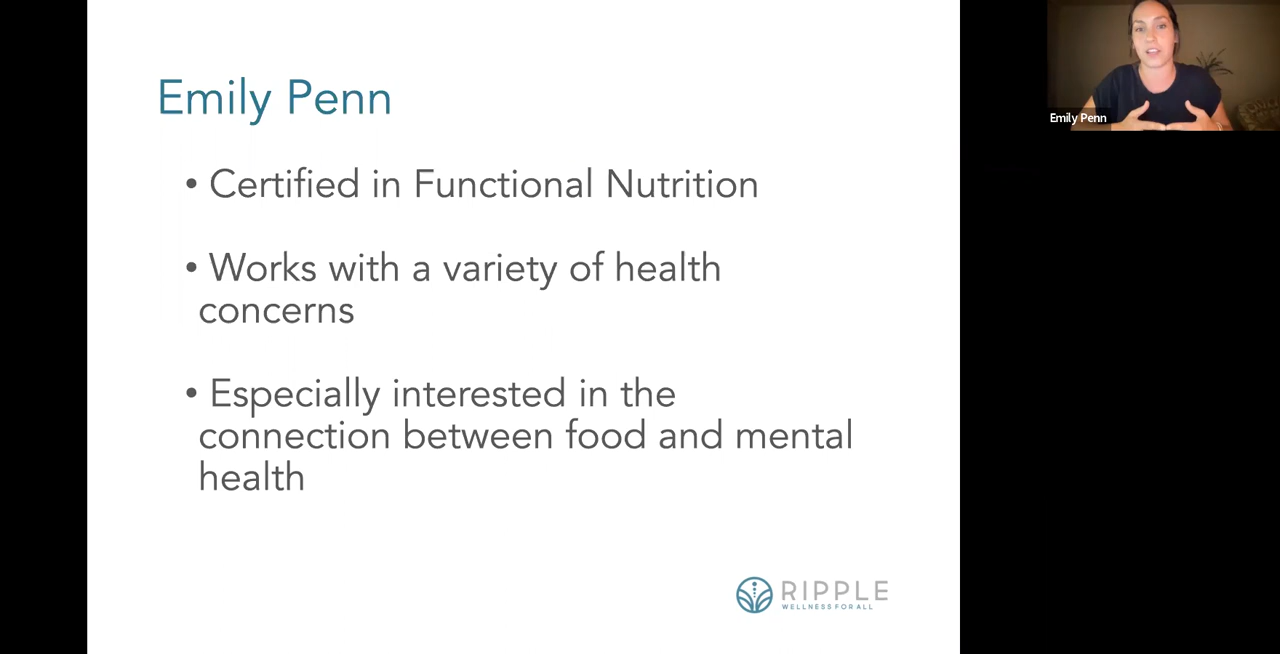 Emily Penn
• Certified in Functional Nutrition
• Works with a variety of health
concerns
• Especially interested in the
connection between food and mental
health
RIPPLE
WELLNESS FOR ALL
Emily Penn